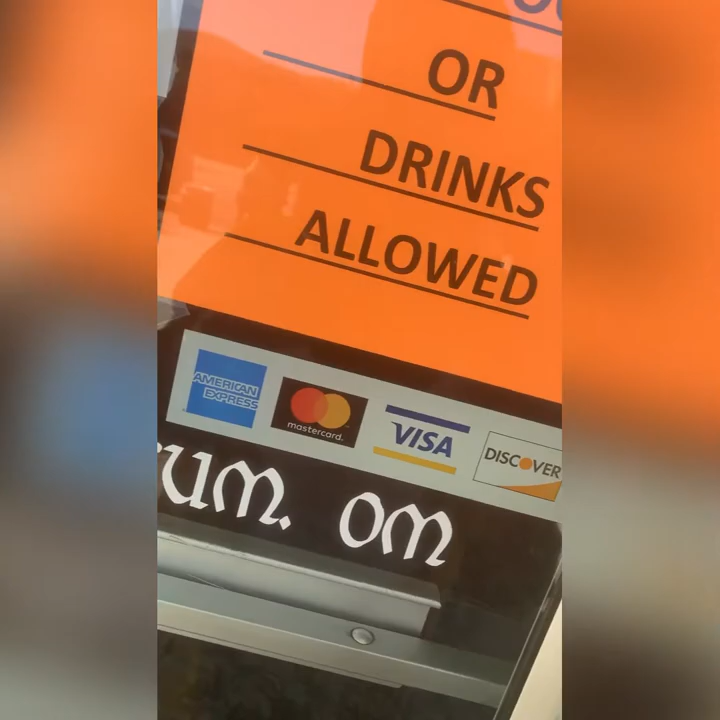 OR
DRINKS
ALLOWED
AMERICAN
EXPRESS
mastercard.
VISA
DISCOVER
um. om